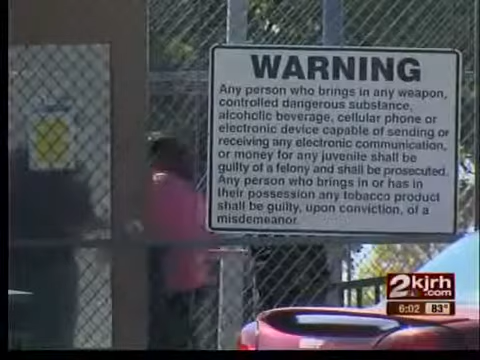 WARNING
Any person who brings in any weapon,
controlled dangerous substance,
alcoholic beverage, cellular phone or
electronic device capable of sending or
receiving any electronic communication,
or money for any juvenile shall be
guilty of a felony and shall be prosecuted.
Any person who brings in or has in
their possession any tobacco product
shall be guilty, upon conviction, of a
misdemeanor.
2 kjrh
.com
6:02 83°